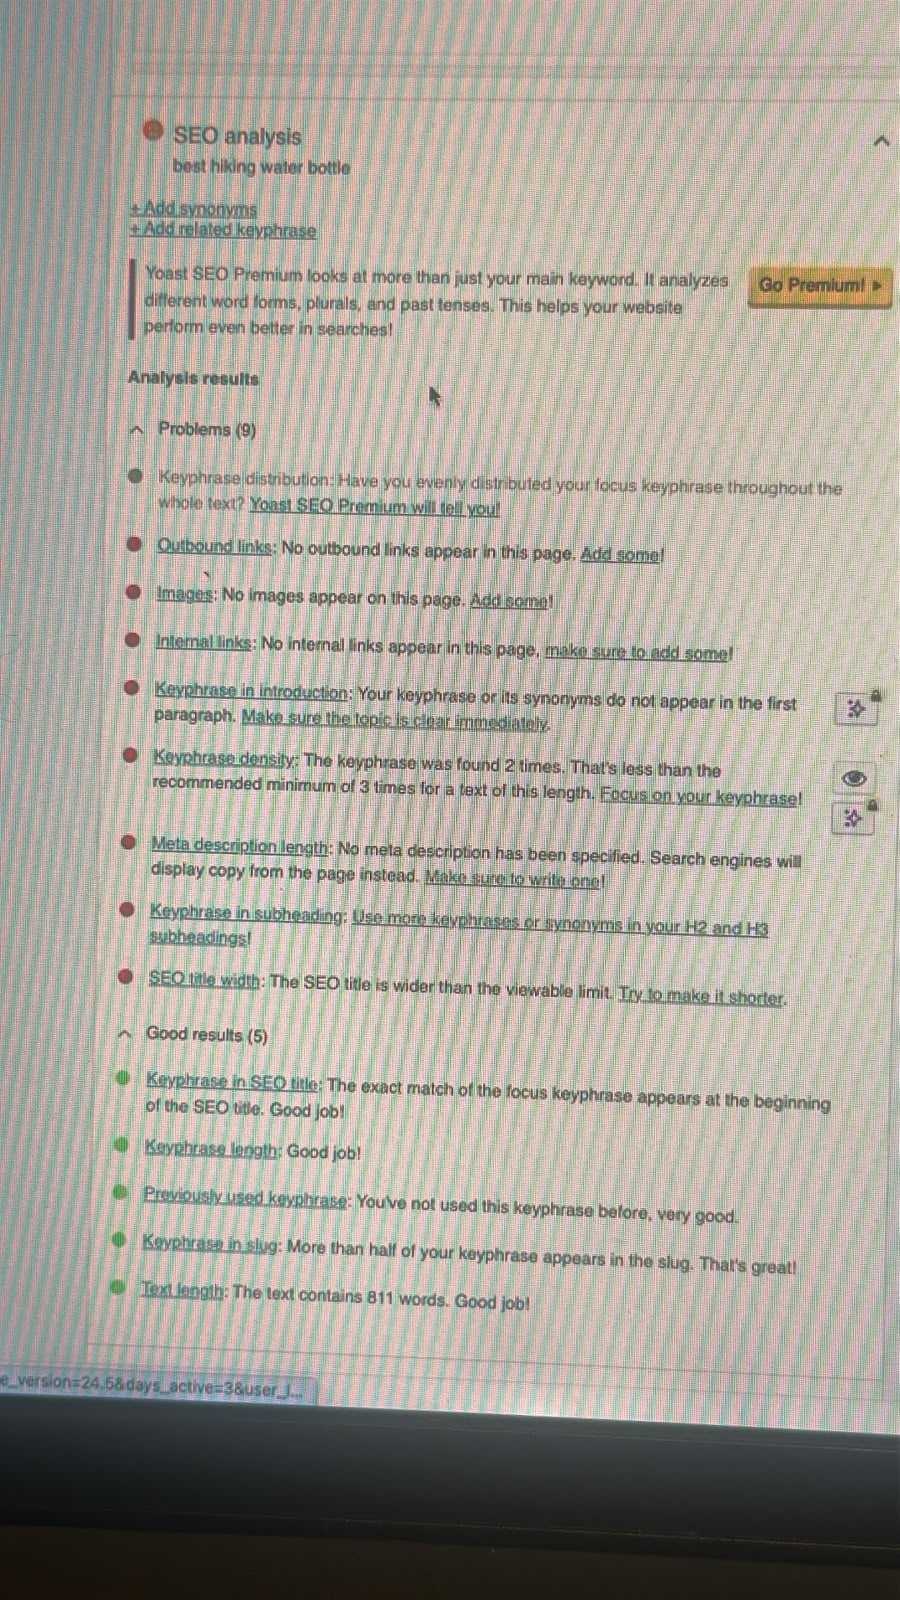 SEO analysis
best hiking water bottle
+ Add synonyms
+ Add related keyphrase
Yoast SEO Premium looks at more than just your main keyword. It analyzes
different word forms, plurals, and past tenses. This helps your website
perform even better in searches!
Go Premium!
Analysis results
Problems (9)
Keyphrase distribution: Have you evenly distributed your focus keyphrase throughout the
whole text? Yoast SEO Premium will tell you!
Outbound links: No outbound links appear in this page. Add some!
Images: No images appear on this page. Add some!
Internal links: No internal links appear in this page, make sure to add some!
Keyphrase in introduction: Your keyphrase or its synonyms do not appear in the first
paragraph. Make sure the topic is clear immediately.
Keyphrase density: The keyphrase was found 2 times. That's less than the
recommended minimum of 3 times for a text of this length. Focus on your keyphrase!
Meta description length: No meta description has been specified. Search engines will
display copy from the page instead. Make sure to write one!
Keyphrase in subheading: Use more keyphrases or synonyms in your H2 and H3
subheadings!
SEO title width: The SEO title is wider than the viewable limit. Try to make it shorter.
Good results (5)
Keyphrase in SEO title: The exact match of the focus keyphrase appears at the beginning
of the SEO title. Good job!
Keyphrase length: Good job!
Previously used keyphrase: You've not used this keyphrase before, very good.
Keyphrase in slug: More than half of your keyphrase appears in the slug. That's great!
Text length: The text contains 811 words. Good job!
e_version=24.5&days_active=3&user_l...